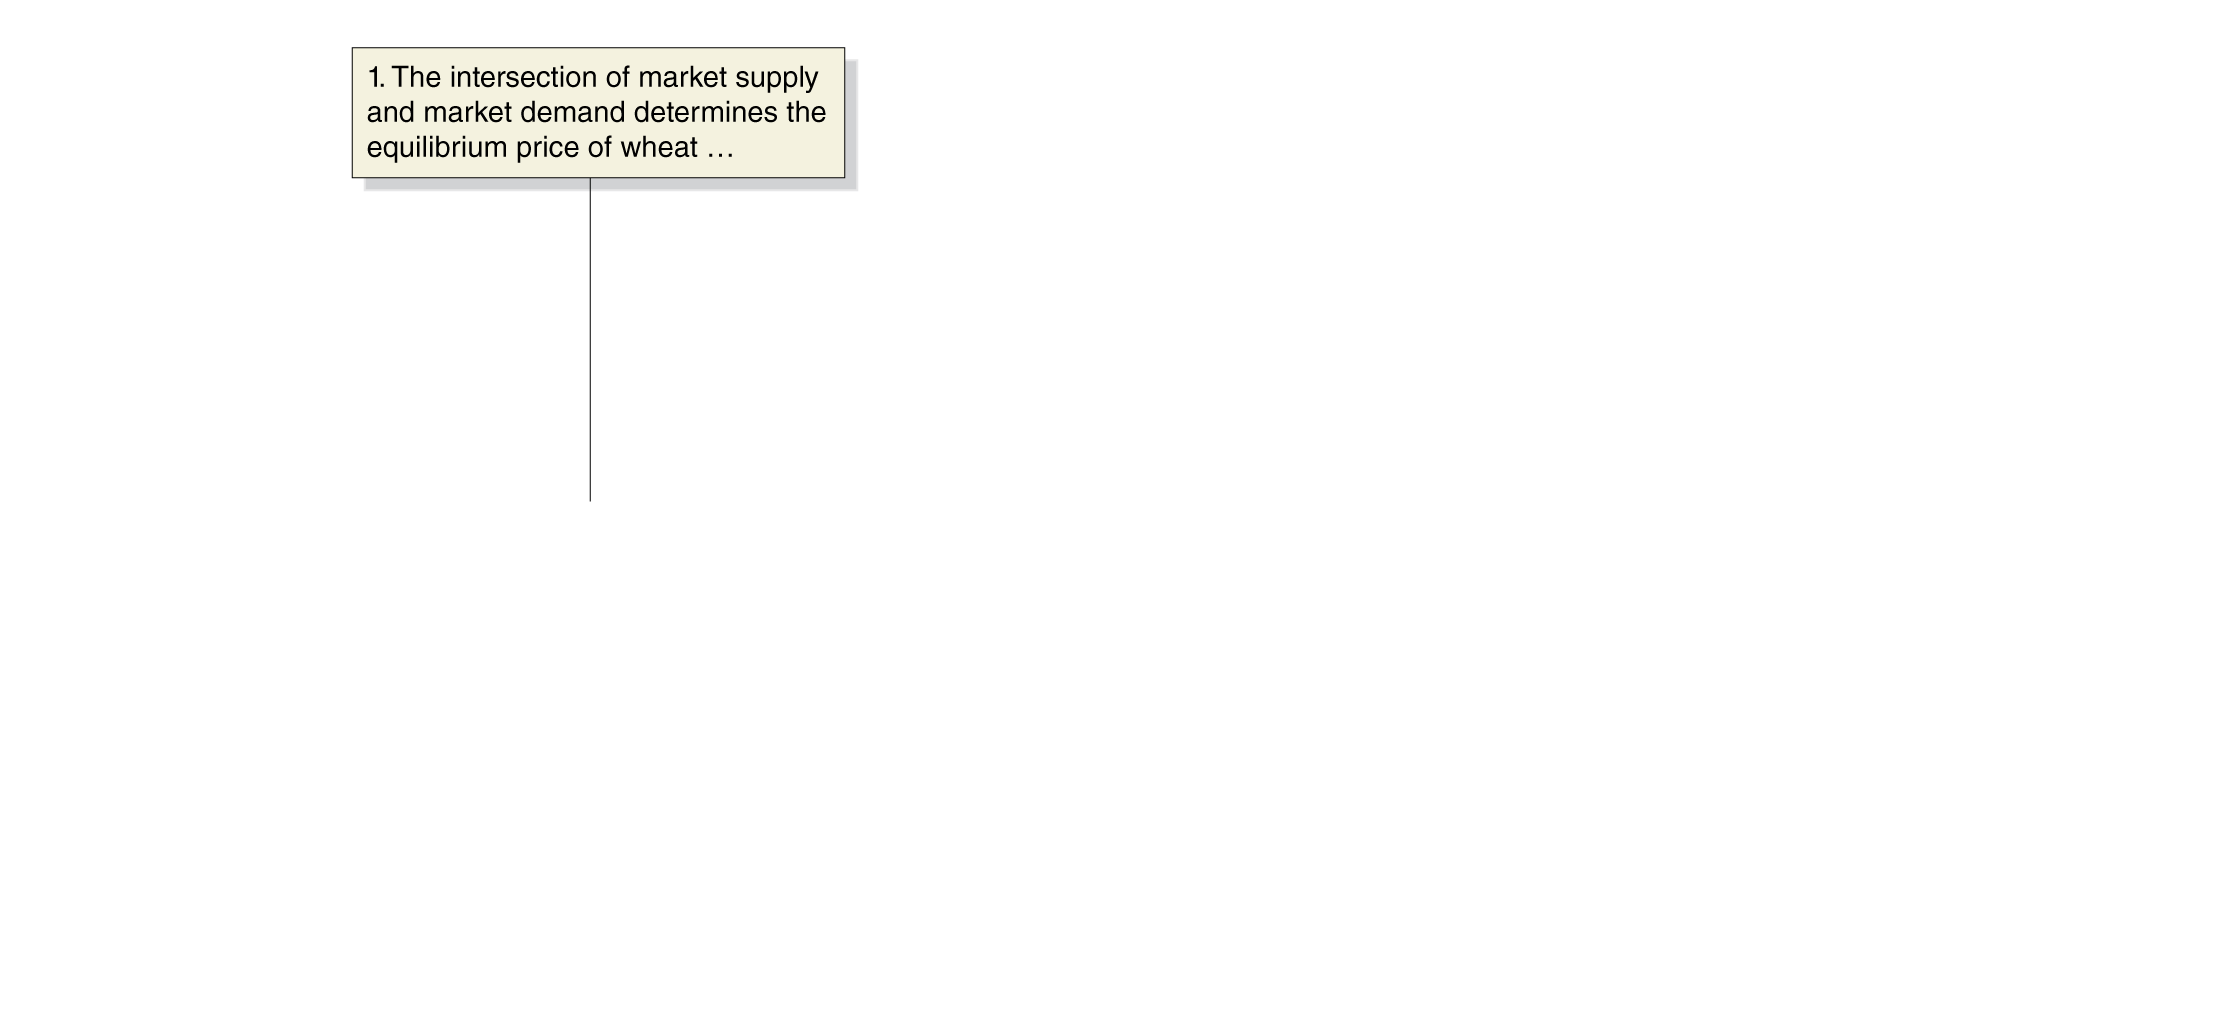 1. The intersection of market supply
and market demand determines the
equilibrium price of wheat …